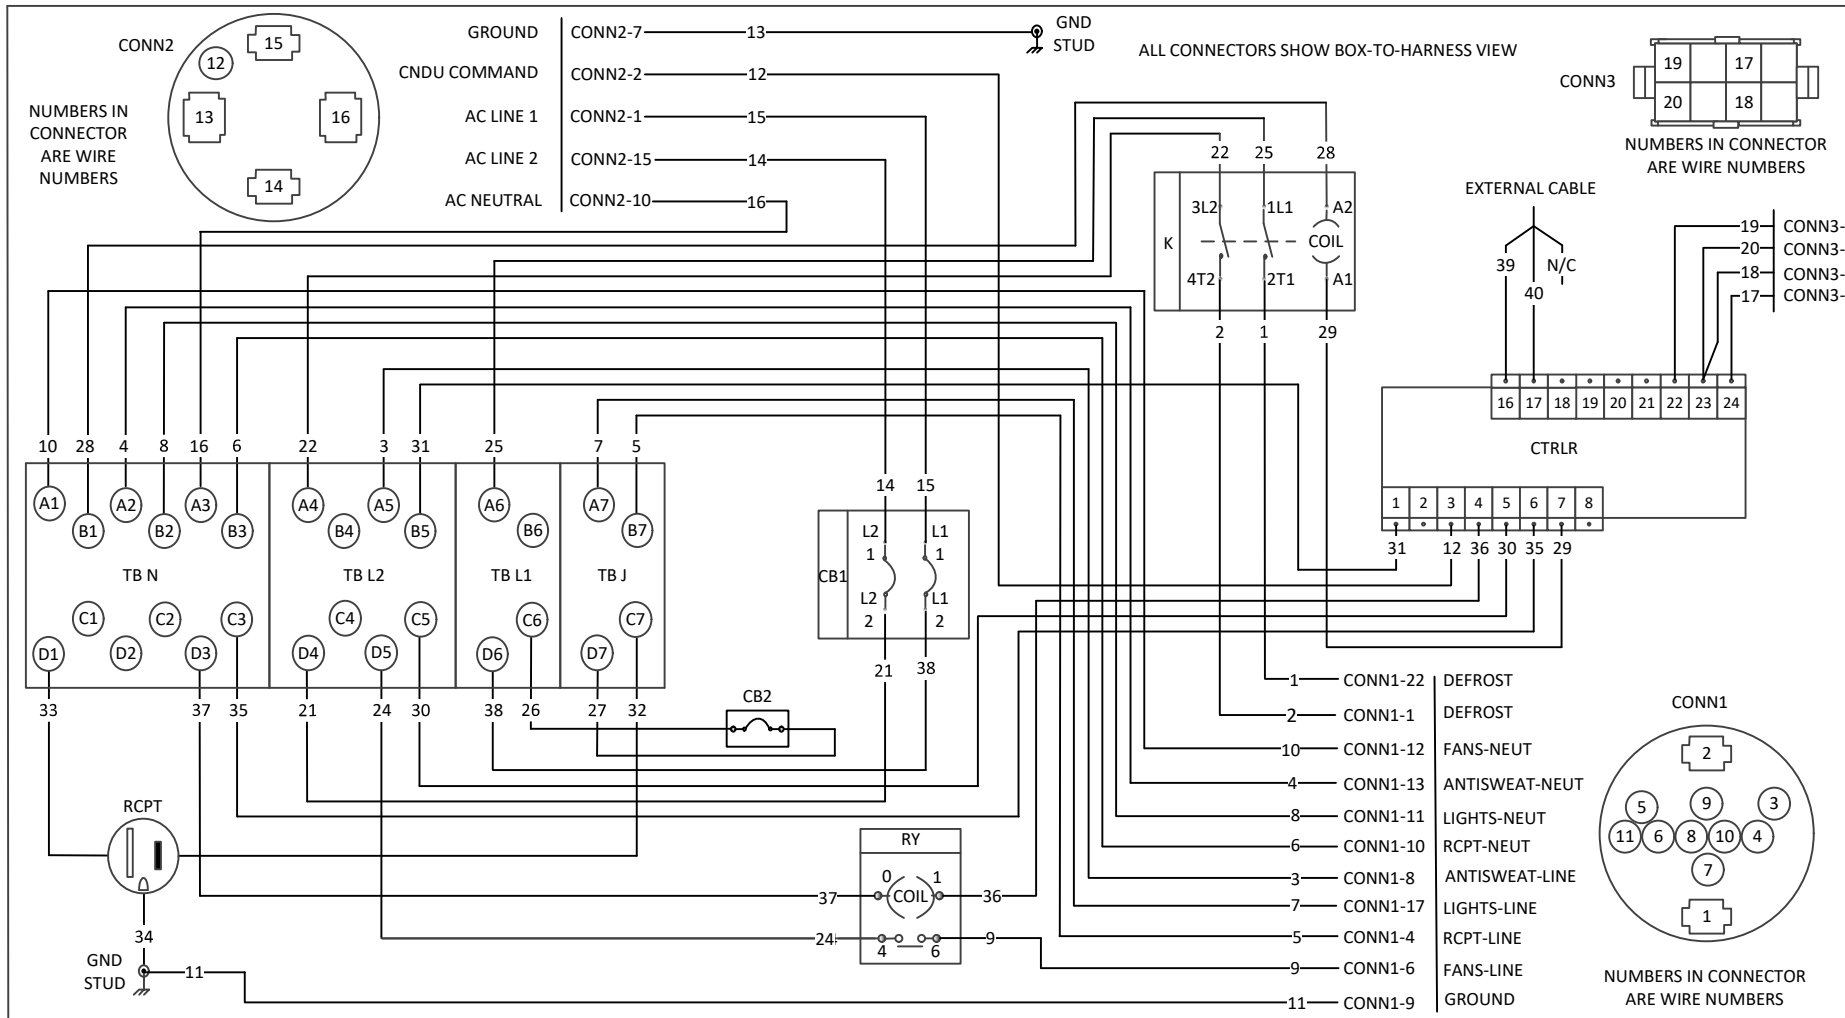 CONN2
15
12
13
16
14
NUMBERS IN
CONNECTOR
ARE WIRE
NUMBERS
GROUND CONN2-7 13
CNDU COMMAND CONN2-2 12
AC LINE 1 CONN2-1 15
AC LINE 2 CONN2-15 14
AC NEUTRAL CONN2-10 16
GND
STUD
ALL CONNECTORS SHOW BOX-TO-HARNESS VIEW
CONN3
19 17
20 18
NUMBERS IN CONNECTOR
ARE WIRE NUMBERS
EXTERNAL CABLE
39 N/C
40
19 CONN3-
20 CONN3-
18 CONN3-
17 CONN3-
22 25 28
K
3L2 1L1 A2
COIL
4T2 2T1 A1
2 1 29
16 17 18 19 20 21 22 23 24
CTRLR
1 2 3 4 5 6 7 8
31 12 36 30 35 29
10 28 4 8 16 6 22 3 31 25 7 5
A1 A2 A3 A4 A5 A6 A7
B1 B2 B3 B4 B5 B6 B7
TB N TB L2 TB L1 TB J
C1 C2 C3 C4 C5 C6 C7
D1 D2 D3 D4 D5 D6 D7
33 37 35 21 24 30 38 26 27 32
14 15
CB1
L2 L1
1 1
L2 L1
2 2
21 38
CB2
RCPT
34
GND
STUD
11
RY
0 1
37 COIL 36
24 9
4 6
1 CONN1-22 DEFROST
2 CONN1-1 DEFROST
10 CONN1-12 FANS-NEUT
4 CONN1-13 ANTISWEAT-NEUT
8 CONN1-11 LIGHTS-NEUT
6 CONN1-10 RCPT-NEUT
3 CONN1-8 ANTISWEAT-LINE
7 CONN1-17 LIGHTS-LINE
5 CONN1-4 RCPT-LINE
9 CONN1-6 FANS-LINE
11 CONN1-9 GROUND
CONN1
2
5 9 3
11 6 8 10 4
7
1
NUMBERS IN CONNECTOR
ARE WIRE NUMBERS